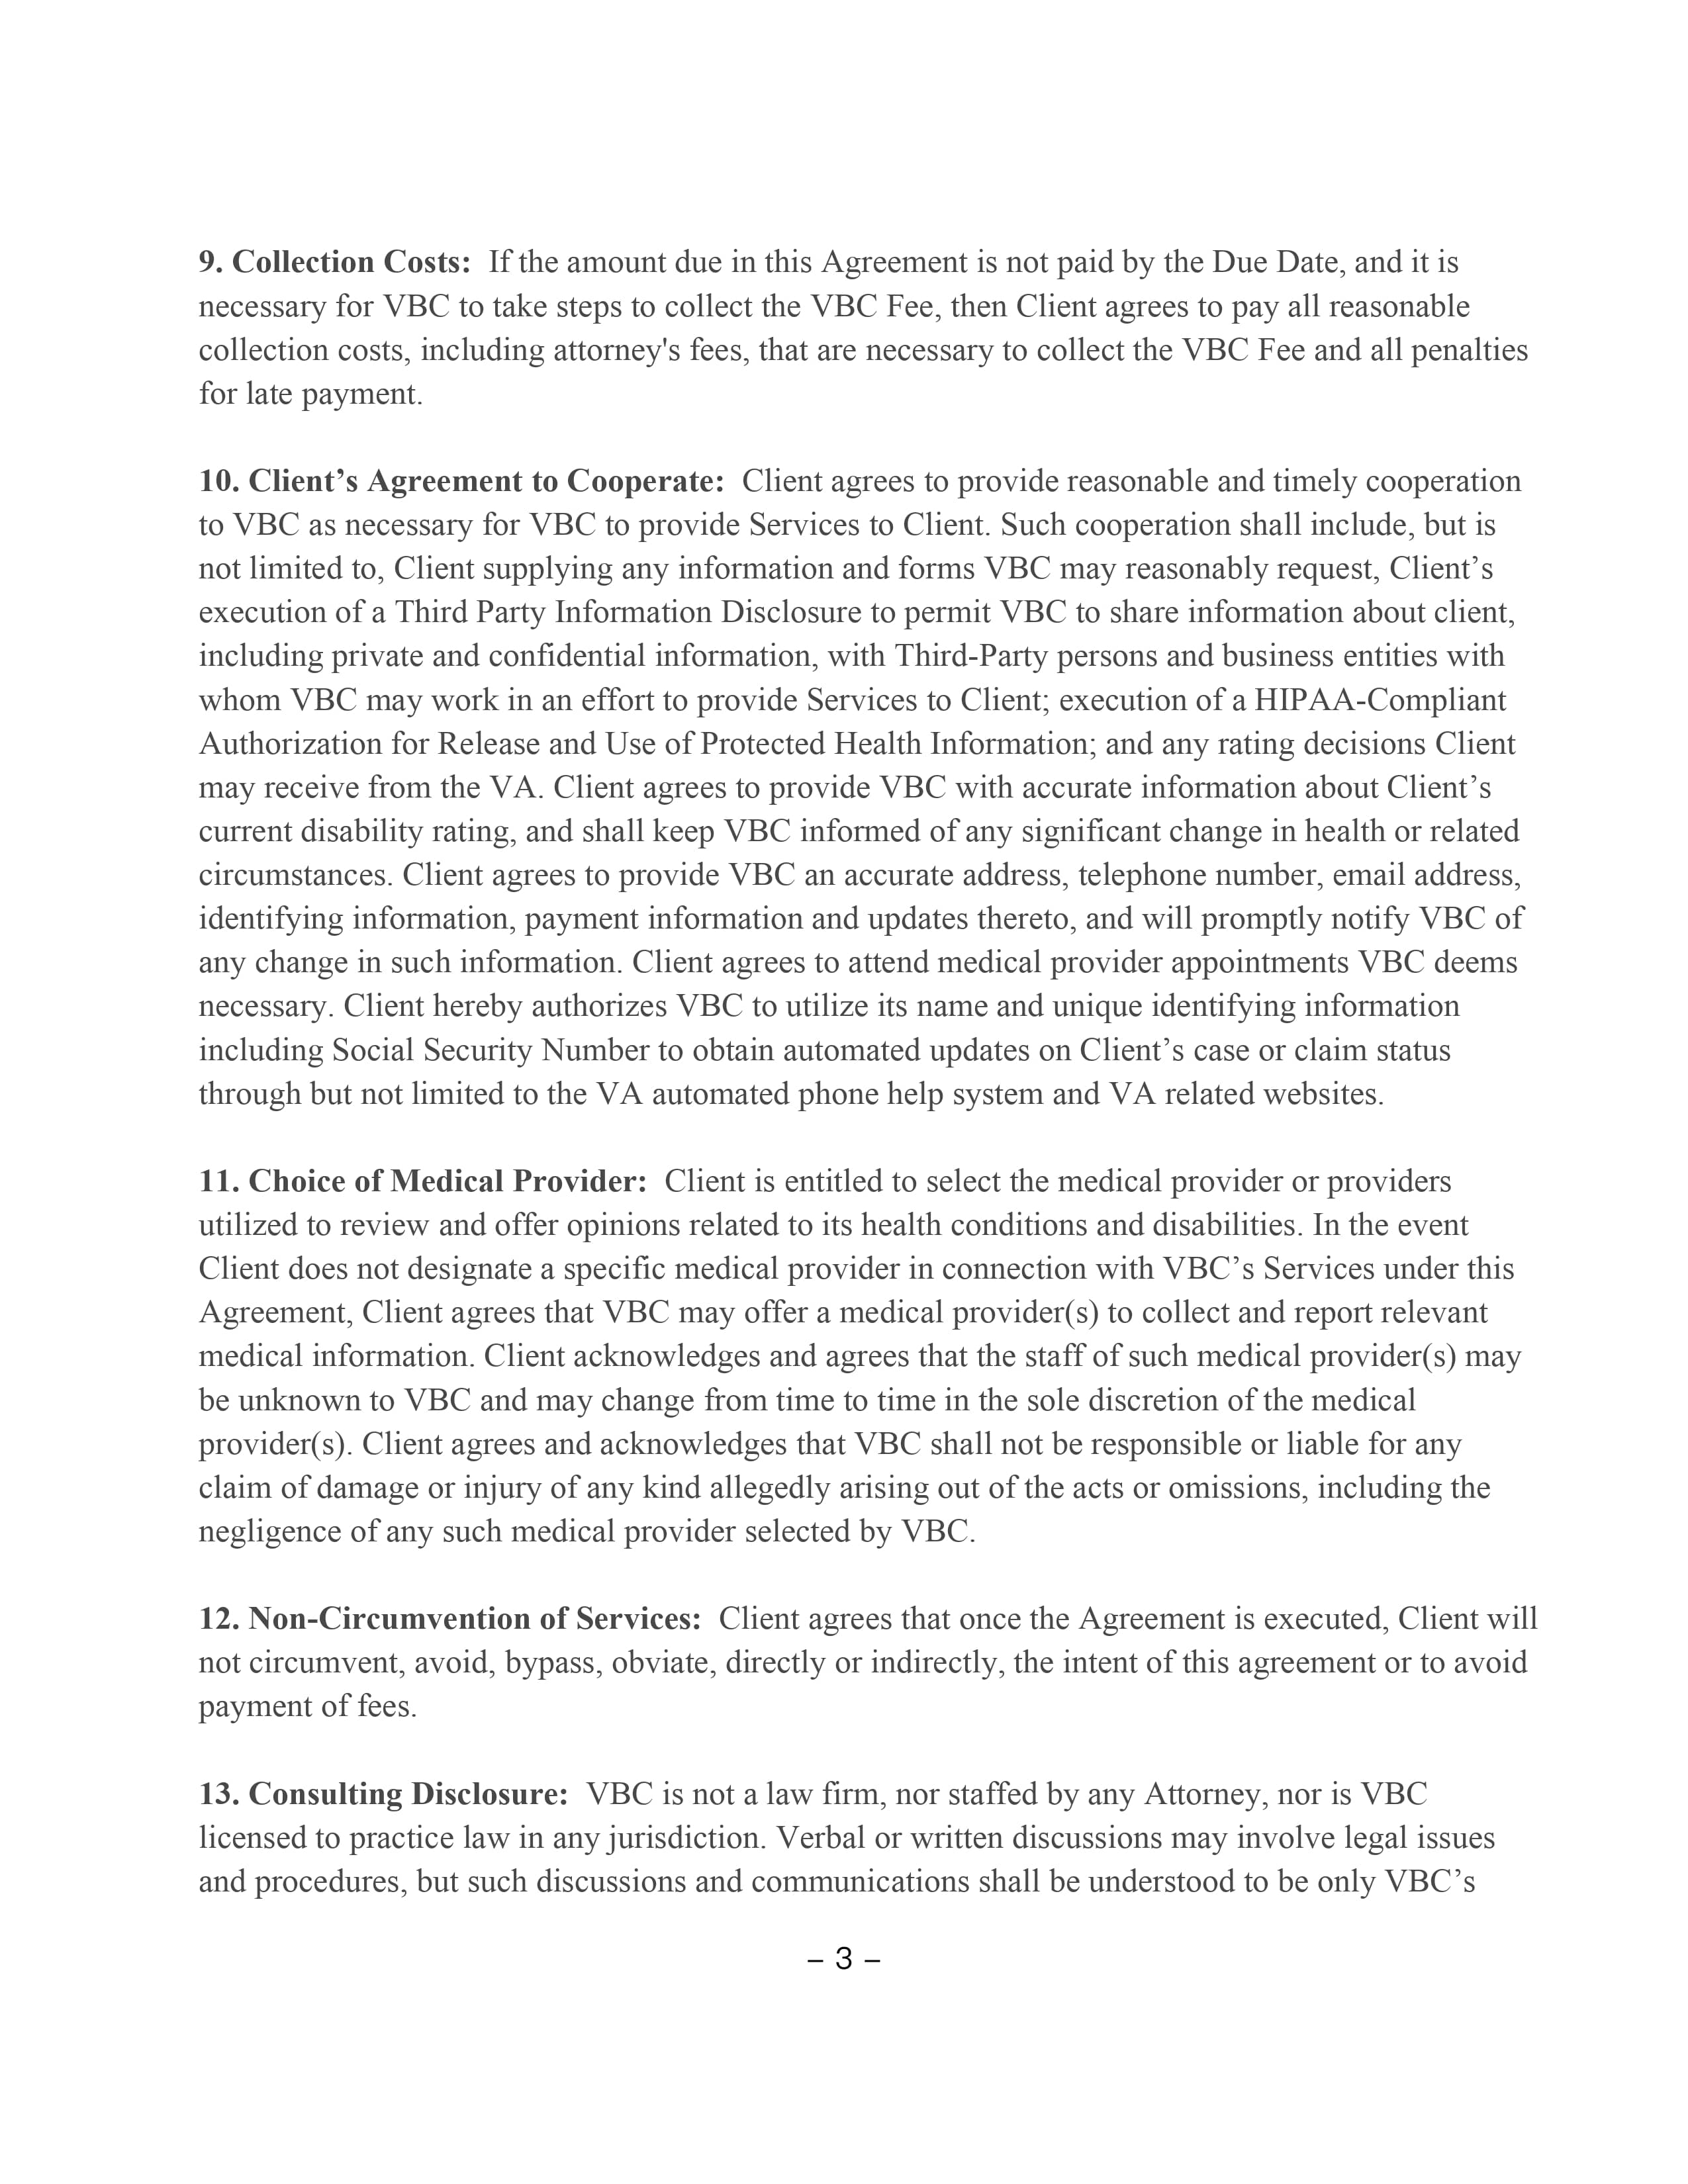 9. Collection Costs:  If the amount due in this Agreement is not paid by the Due Date, and it is
necessary for VBC to take steps to collect the VBC Fee, then Client agrees to pay all reasonable
collection costs, including attorney's fees, that are necessary to collect the VBC Fee and all penalties
for late payment.
10. Client’s Agreement to Cooperate:  Client agrees to provide reasonable and timely cooperation
to VBC as necessary for VBC to provide Services to Client. Such cooperation shall include, but is
not limited to, Client supplying any information and forms VBC may reasonably request, Client’s
execution of a Third Party Information Disclosure to permit VBC to share information about client,
including private and confidential information, with Third-Party persons and business entities with
whom VBC may work in an effort to provide Services to Client; execution of a HIPAA-Compliant
Authorization for Release and Use of Protected Health Information; and any rating decisions Client
may receive from the VA. Client agrees to provide VBC with accurate information about Client’s
current disability rating, and shall keep VBC informed of any significant change in health or related
circumstances. Client agrees to provide VBC an accurate address, telephone number, email address,
identifying information, payment information and updates thereto, and will promptly notify VBC of
any change in such information. Client agrees to attend medical provider appointments VBC deems
necessary. Client hereby authorizes VBC to utilize its name and unique identifying information
including Social Security Number to obtain automated updates on Client’s case or claim status
through but not limited to the VA automated phone help system and VA related websites.
11. Choice of Medical Provider:  Client is entitled to select the medical provider or providers
utilized to review and offer opinions related to its health conditions and disabilities. In the event
Client does not designate a specific medical provider in connection with VBC’s Services under this
Agreement, Client agrees that VBC may offer a medical provider(s) to collect and report relevant
medical information. Client acknowledges and agrees that the staff of such medical provider(s) may
be unknown to VBC and may change from time to time in the sole discretion of the medical
provider(s). Client agrees and acknowledges that VBC shall not be responsible or liable for any
claim of damage or injury of any kind allegedly arising out of the acts or omissions, including the
negligence of any such medical provider selected by VBC.
12. Non-Circumvention of Services:  Client agrees that once the Agreement is executed, Client will
not circumvent, avoid, bypass, obviate, directly or indirectly, the intent of this agreement or to avoid
payment of fees.
13. Consulting Disclosure:  VBC is not a law firm, nor staffed by any Attorney, nor is VBC
licensed to practice law in any jurisdiction. Verbal or written discussions may involve legal issues
and procedures, but such discussions and communications shall be understood to be only VBC’s
– 3 –